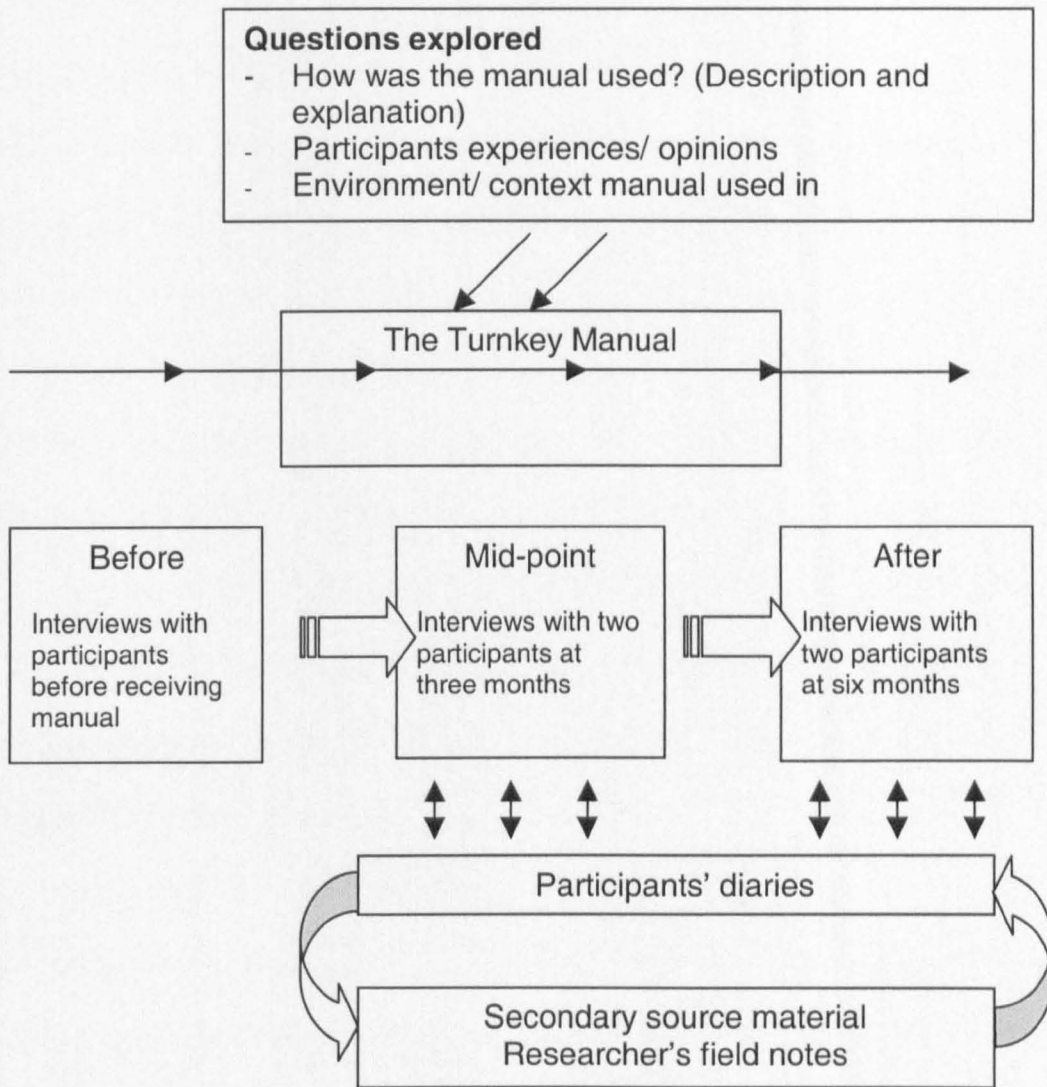 Questions explored
- How was the manual used? (Description and
explanation)
- Participants experiences/ opinions
- Environment/ context manual used in
The Turnkey Manual
Before
Interviews with
participants
before receiving
manual
Mid-point
Interviews with two
participants at
three months
After
Interviews with
two participants
at six months
Participants' diaries
Secondary source material
Researcher's field notes